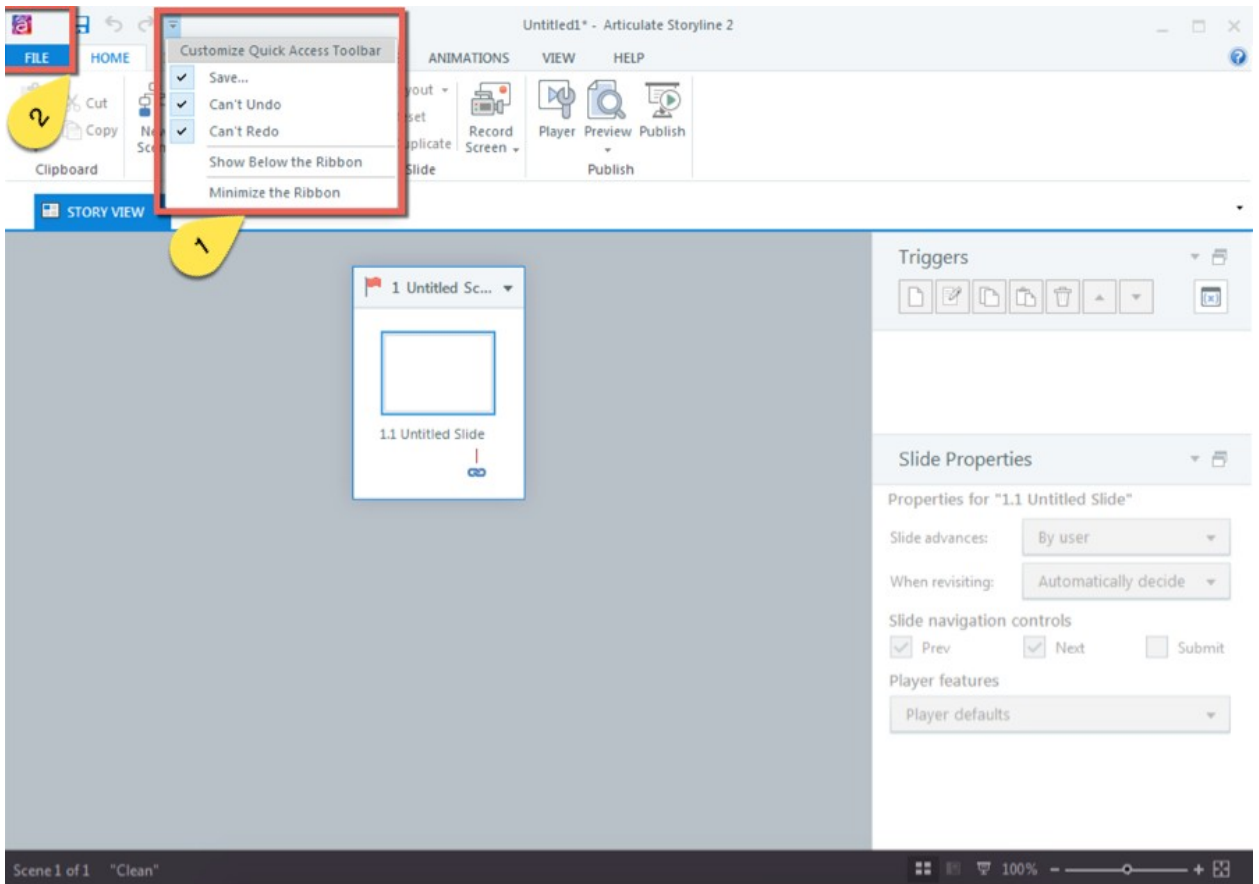 Untitled1* - Articulate Storyline 2
FILE HOME ANIMATIONS VIEW HELP
Customize Quick Access Toolbar
Save...
Can't Undo
Can't Redo
Show Below the Ribbon
Minimize the Ribbon
2
1
Cut
Copy
Clipboard
Record
Screen
Slide
Player Preview Publish
Publish
STORY VIEW
1 Untitled Sc...
1.1 Untitled Slide
Triggers
(x)
Slide Properties
Properties for "1.1 Untitled Slide"
Slide advances: By user
When revisiting: Automatically decide
Slide navigation controls
Prev Next Submit
Player features
Player defaults
Scene 1 of 1 "Clean" 100%